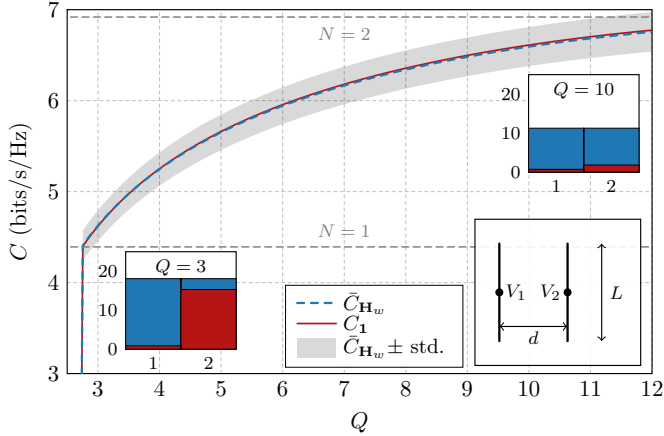 7
6
5
4
3
C (bits/s/Hz)
N = 2
N = 1
20
10
0
Q = 10
1 2
20
10
0
Q = 3
1 2
C̄_{H_w}
C_1
C̄_{H_w} ± std.
V_1 V_2 L
d
3 4 5 6 7 8 9 10 11 12
Q